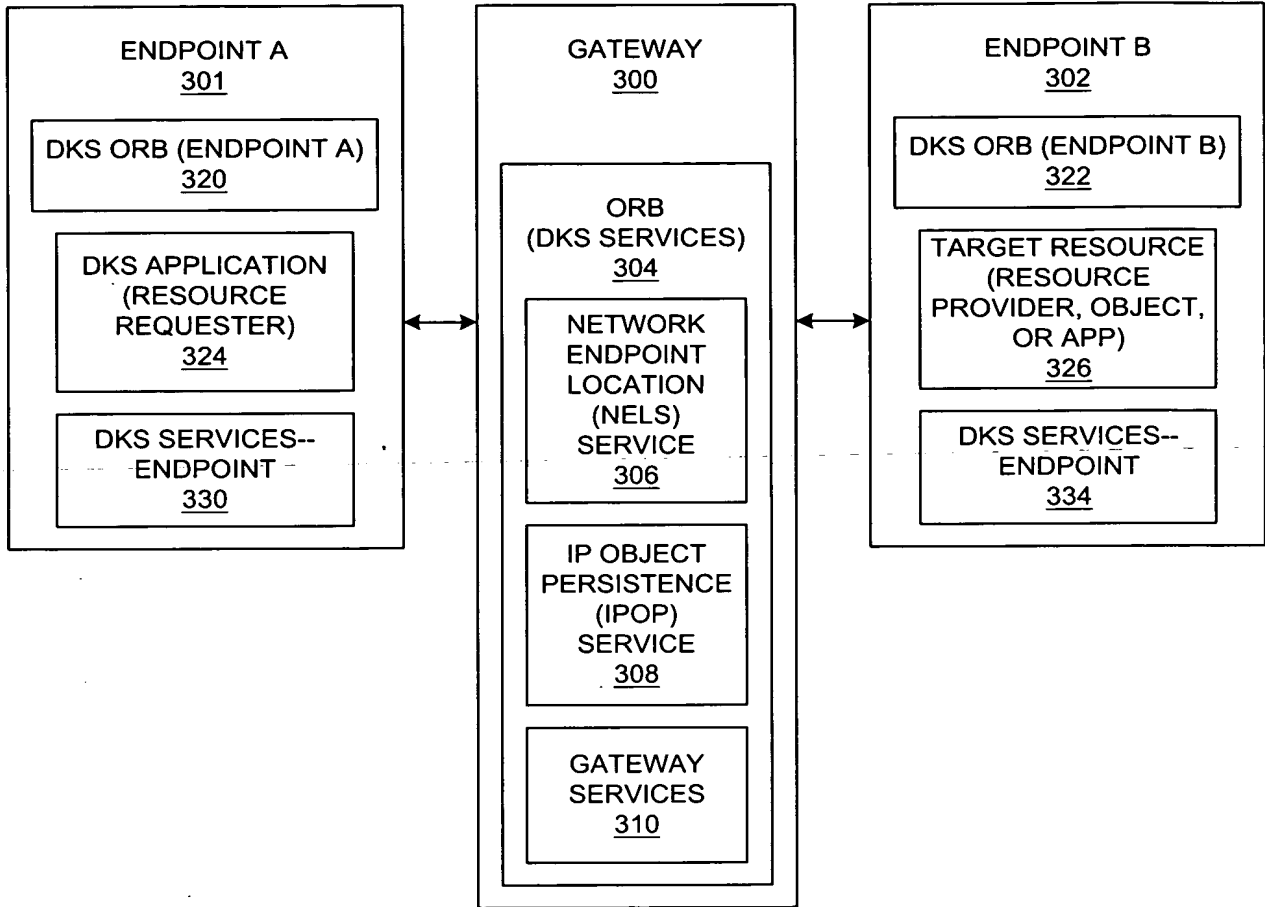 ENDPOINT A
301
DKS ORB (ENDPOINT A)
320
DKS APPLICATION
(RESOURCE
REQUESTER)
324
DKS SERVICES--
ENDPOINT
330
GATEWAY
300
ORB
(DKS SERVICES)
304
NETWORK
ENDPOINT
LOCATION
(NELS)
SERVICE
306
IP OBJECT
PERSISTENCE
(IPOP)
SERVICE
308
GATEWAY
SERVICES
310
ENDPOINT B
302
DKS ORB (ENDPOINT B)
322
TARGET RESOURCE
(RESOURCE
PROVIDER, OBJECT,
OR APP)
326
DKS SERVICES--
ENDPOINT
334